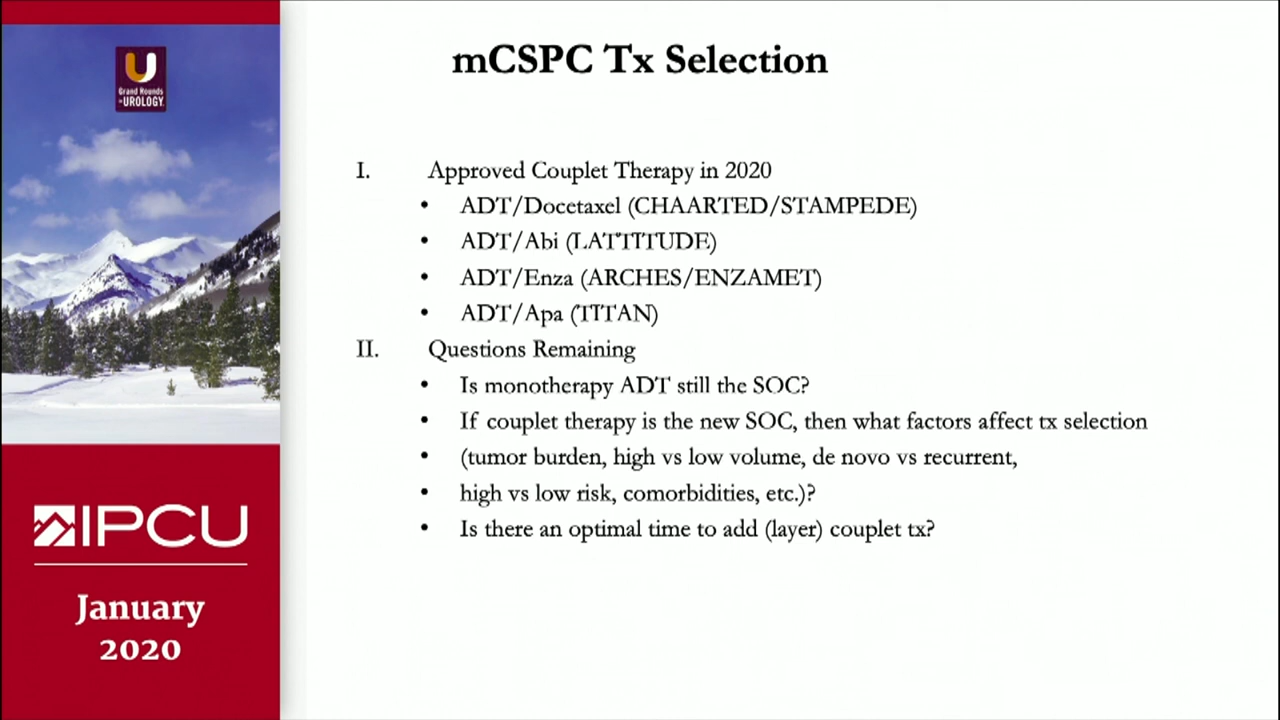 mCSPC Tx Selection
U
Grand Rounds
in UROLOGY
I. Approved Couplet Therapy in 2020
• ADT/Docetaxel (CHAARTED/STAMPEDE)
• ADT/Abi (LATTITUDE)
• ADT/Enza (ARCHES/ENZAMET)
• ADT/Apa (TITAN)
II. Questions Remaining
• Is monotherapy ADT still the SOC?
• If couplet therapy is the new SOC, then what factors affect tx selection
• (tumor burden, high vs low volume, de novo vs recurrent,
• high vs low risk, comorbidities, etc.)?
• Is there an optimal time to add (layer) couplet tx?
IPCU
January
2020